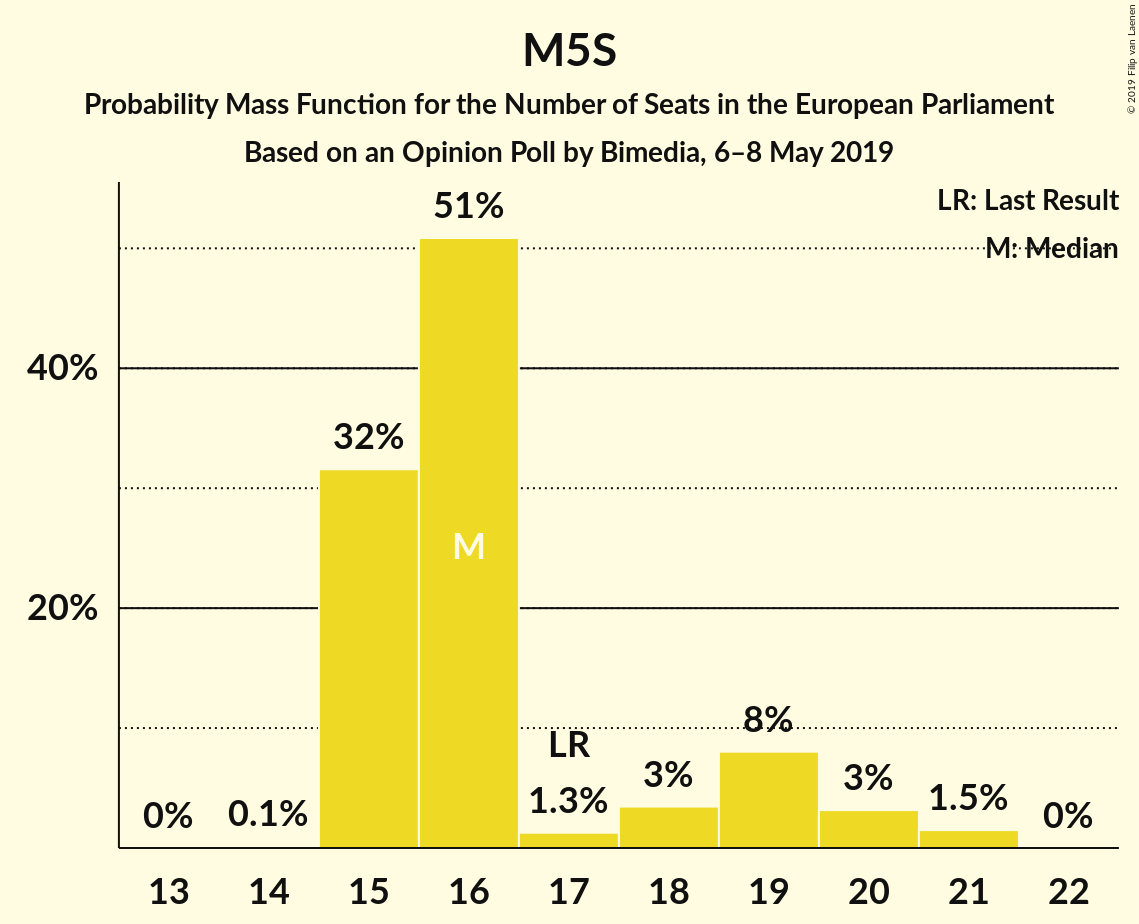 M5S
Probability Mass Function for the Number of Seats in the European Parliament
Based on an Opinion Poll by Bimedia, 6–8 May 2019
© 2019 Filip van Laenen
LR: Last Result
M: Median
51%
40%
32%
M
20%
LR
8%
3%
3%
1.3%
1.5%
0%
0.1%
0%
13 14 15 16 17 18 19 20 21 22